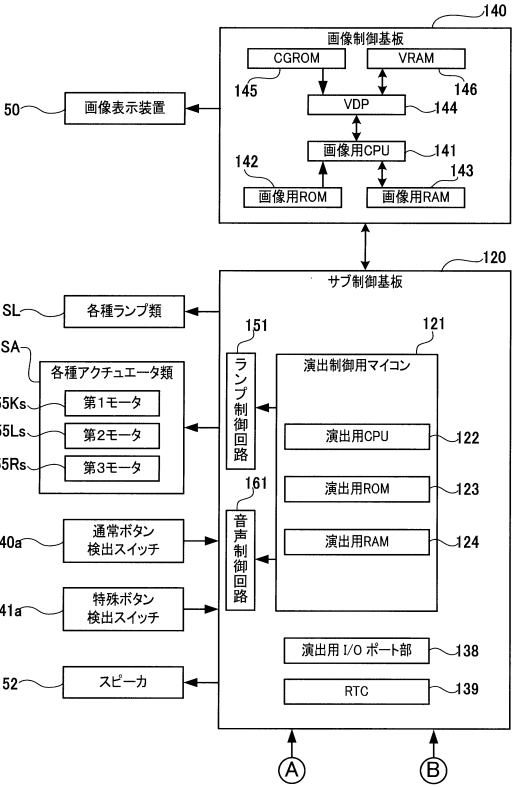 140
画像制御基板
CGROM
VRAM
145
146
50
画像表示装置
VDP
144
画像用CPU
141
142
143
画像用ROM
画像用RAM
120
サブ制御基板
SL
各種ランプ類
151
121
SA
各種アクチュエータ類
ランプ制御回路
演出制御用マイコン
55Ks
第1モータ
55Ls
第2モータ
演出用CPU
122
55Rs
第3モータ
161
演出用ROM
123
音声制御回路
40a
通常ボタン
検出スイッチ
演出用RAM
124
41a
特殊ボタン
検出スイッチ
演出用I/Oポート部
138
52
スピーカ
RTC
139
A
B